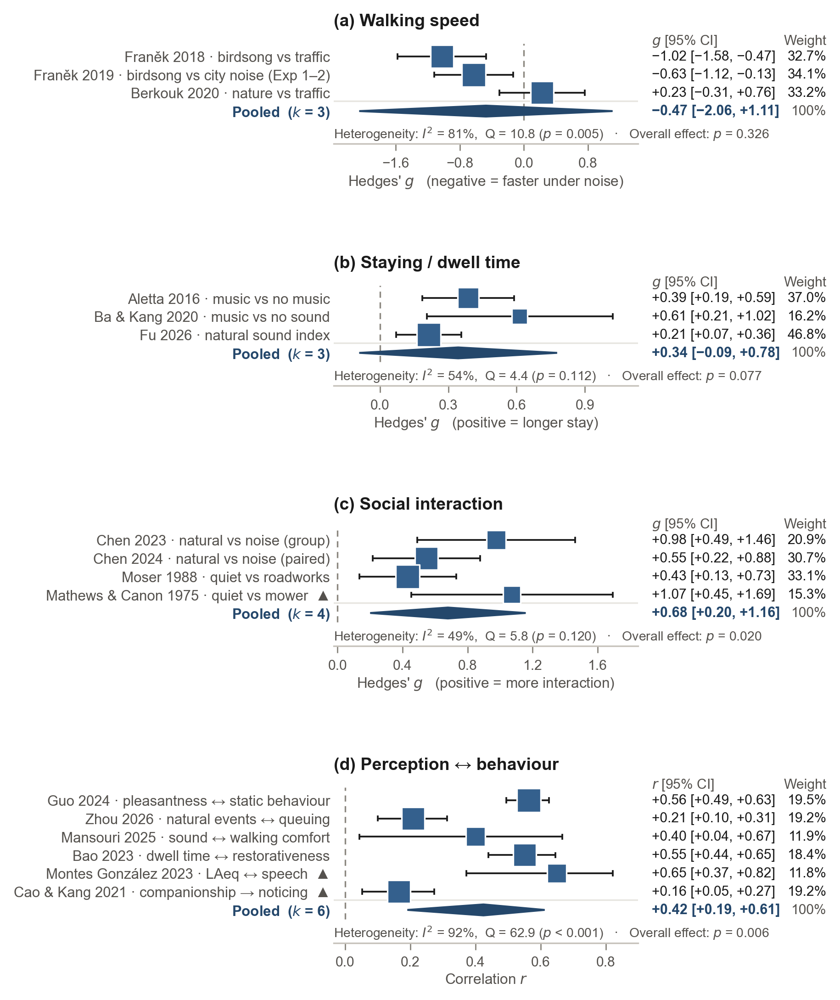 (a) Walking speed
g [95% CI] Weight
Franěk 2018 · birdsong vs traffic −1.02 [−1.58, −0.47] 32.7%
Franěk 2019 · birdsong vs city noise (Exp 1–2) −0.63 [−1.12, −0.13] 34.1%
Berkouk 2020 · nature vs traffic +0.23 [−0.31, +0.76] 33.2%
Pooled (k = 3) −0.47 [−2.06, +1.11] 100%
Heterogeneity: I² = 81%, Q = 10.8 (p = 0.005) · Overall effect: p = 0.326
−1.6 −0.8 0.0 0.8
Hedges' g (negative = faster under noise)
(b) Staying / dwell time
g [95% CI] Weight
Aletta 2016 · music vs no music +0.39 [+0.19, +0.59] 37.0%
Ba & Kang 2020 · music vs no sound +0.61 [+0.21, +1.02] 16.2%
Fu 2026 · natural sound index +0.21 [+0.07, +0.36] 46.8%
Pooled (k = 3) +0.34 [−0.09, +0.78] 100%
Heterogeneity: I² = 54%, Q = 4.4 (p = 0.112) · Overall effect: p = 0.077
0.0 0.3 0.6 0.9
Hedges' g (positive = longer stay)
(c) Social interaction
g [95% CI] Weight
Chen 2023 · natural vs noise (group) +0.98 [+0.49, +1.46] 20.9%
Chen 2024 · natural vs noise (paired) +0.55 [+0.22, +0.88] 30.7%
Moser 1988 · quiet vs roadworks +0.43 [+0.13, +0.73] 33.1%
Mathews & Canon 1975 · quiet vs mower ▲ +1.07 [+0.45, +1.69] 15.3%
Pooled (k = 4) +0.68 [+0.20, +1.16] 100%
Heterogeneity: I² = 49%, Q = 5.8 (p = 0.120) · Overall effect: p = 0.020
0.0 0.4 0.8 1.2 1.6
Hedges' g (positive = more interaction)
(d) Perception ↔ behaviour
r [95% CI] Weight
Guo 2024 · pleasantness ↔ static behaviour +0.56 [+0.49, +0.63] 19.5%
Zhou 2026 · natural events ↔ queuing +0.21 [+0.10, +0.31] 19.2%
Mansouri 2025 · sound ↔ walking comfort +0.40 [+0.04, +0.67] 11.9%
Bao 2023 · dwell time ↔ restorativeness +0.55 [+0.44, +0.65] 18.4%
Montes González 2023 · LAeq ↔ speech ▲ +0.65 [+0.37, +0.82] 11.8%
Cao & Kang 2021 · companionship → noticing ▲ +0.16 [+0.05, +0.27] 19.2%
Pooled (k = 6) +0.42 [+0.19, +0.61] 100%
Heterogeneity: I² = 92%, Q = 62.9 (p < 0.001) · Overall effect: p = 0.006
0.0 0.2 0.4 0.6 0.8
Correlation r